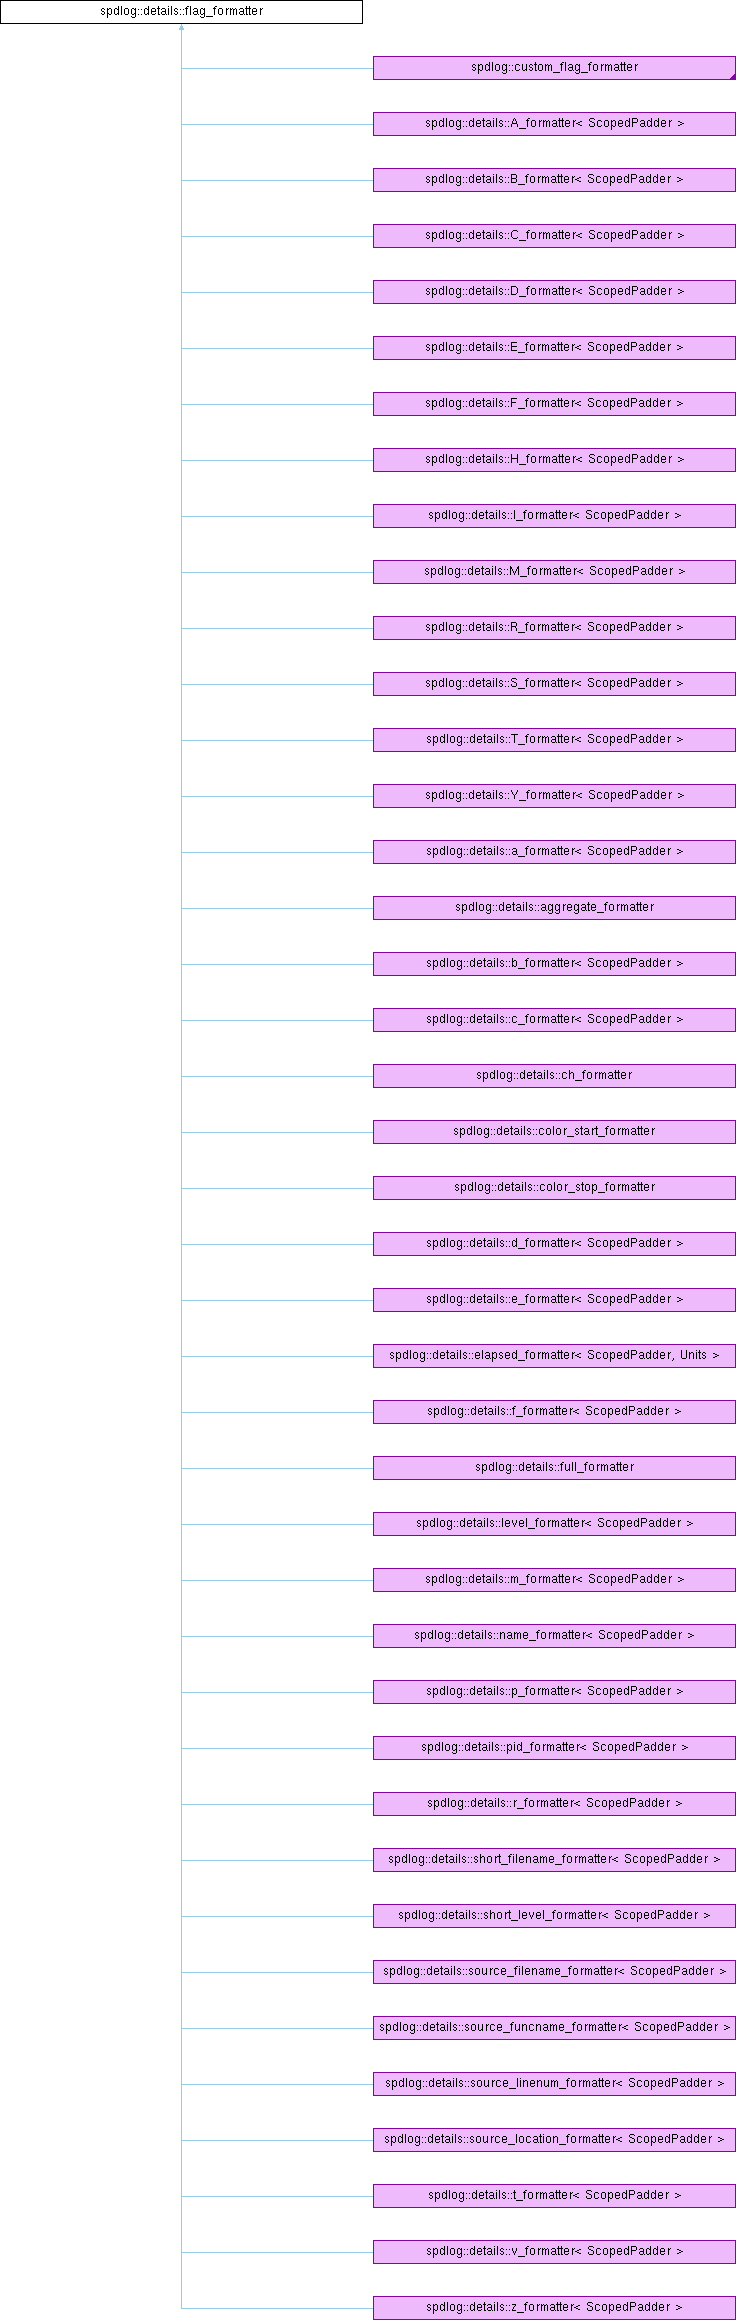 spdlog::details::flag_formatter
spdlog::custom_flag_formatter
spdlog::details::A_formatter< ScopedPadder >
spdlog::details::B_formatter< ScopedPadder >
spdlog::details::C_formatter< ScopedPadder >
spdlog::details::D_formatter< ScopedPadder >
spdlog::details::E_formatter< ScopedPadder >
spdlog::details::F_formatter< ScopedPadder >
spdlog::details::H_formatter< ScopedPadder >
spdlog::details::I_formatter< ScopedPadder >
spdlog::details::M_formatter< ScopedPadder >
spdlog::details::R_formatter< ScopedPadder >
spdlog::details::S_formatter< ScopedPadder >
spdlog::details::T_formatter< ScopedPadder >
spdlog::details::Y_formatter< ScopedPadder >
spdlog::details::a_formatter< ScopedPadder >
spdlog::details::aggregate_formatter
spdlog::details::b_formatter< ScopedPadder >
spdlog::details::c_formatter< ScopedPadder >
spdlog::details::ch_formatter
spdlog::details::color_start_formatter
spdlog::details::color_stop_formatter
spdlog::details::d_formatter< ScopedPadder >
spdlog::details::e_formatter< ScopedPadder >
spdlog::details::elapsed_formatter< ScopedPadder, Units >
spdlog::details::f_formatter< ScopedPadder >
spdlog::details::full_formatter
spdlog::details::level_formatter< ScopedPadder >
spdlog::details::m_formatter< ScopedPadder >
spdlog::details::name_formatter< ScopedPadder >
spdlog::details::p_formatter< ScopedPadder >
spdlog::details::pid_formatter< ScopedPadder >
spdlog::details::r_formatter< ScopedPadder >
spdlog::details::short_filename_formatter< ScopedPadder >
spdlog::details::short_level_formatter< ScopedPadder >
spdlog::details::source_filename_formatter< ScopedPadder >
spdlog::details::source_funcname_formatter< ScopedPadder >
spdlog::details::source_linenum_formatter< ScopedPadder >
spdlog::details::source_location_formatter< ScopedPadder >
spdlog::details::t_formatter< ScopedPadder >
spdlog::details::v_formatter< ScopedPadder >
spdlog::details::z_formatter< ScopedPadder >